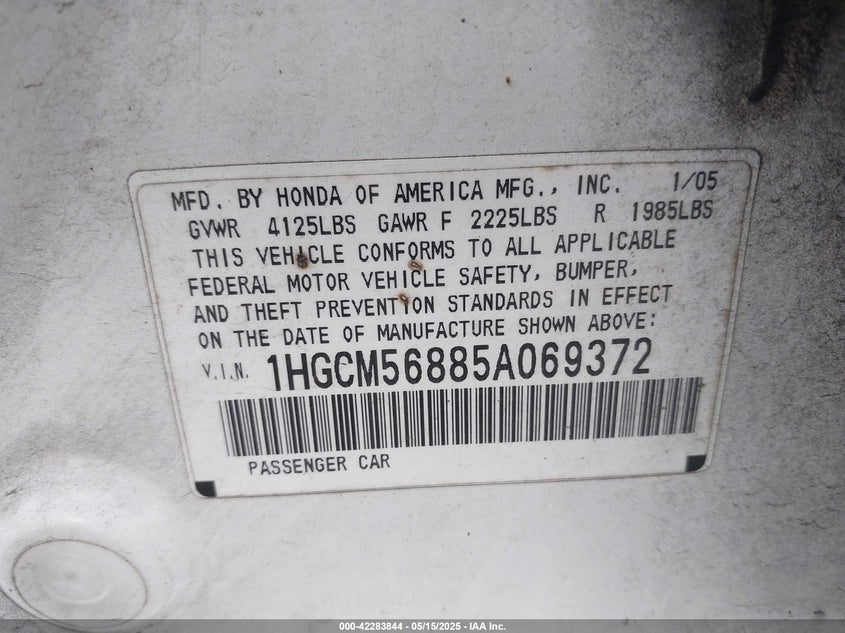 MFD. BY HONDA OF AMERICA MFG., INC. 1/05
GVWR 4125LBS GAWR F 2225LBS R 1985LBS
THIS VEHICLE CONFORMS TO ALL APPLICABLE
FEDERAL MOTOR VEHICLE SAFETY, BUMPER,
AND THEFT PREVENTION STANDARDS IN EFFECT
ON THE DATE OF MANUFACTURE SHOWN ABOVE:
V.I.N. 1HGCM56885A069372
PASSENGER CAR
000-42283844 - 05/15/2025 - IAA Inc.